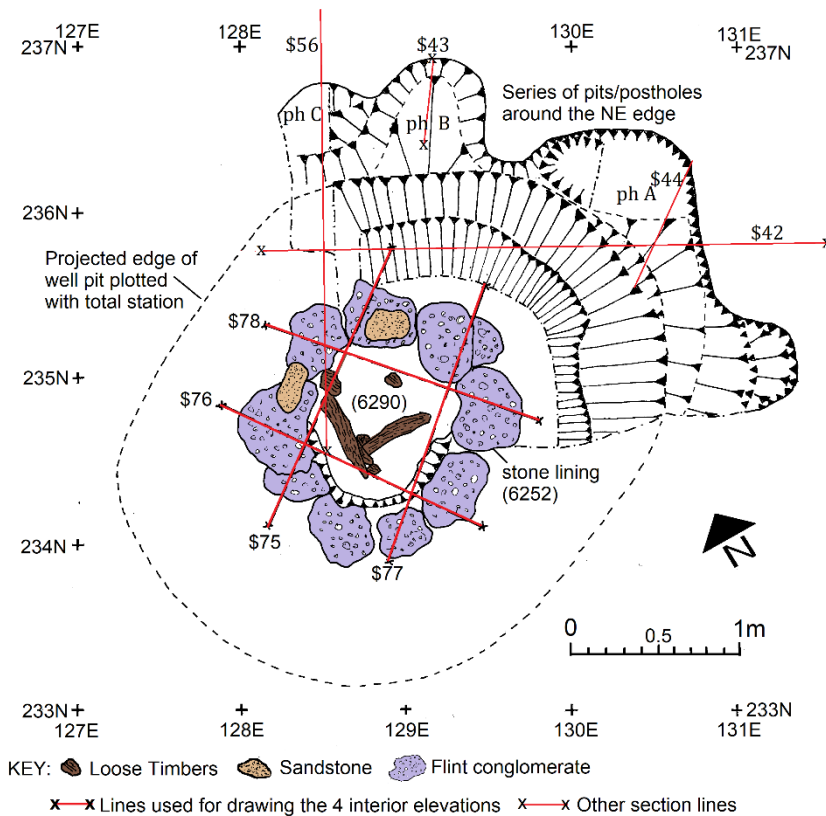 127E 128E 130E 131E
237N 237N
$56 $43
Series of pits/postholes
around the NE edge
ph C ph B
ph A $44
236N
$42
Projected edge of
well pit plotted
with total station
$78
235N
$76
(6290)
stone lining
(6252)
234N
$75
$77
N
0 0.5 1m
233N 233N
127E 128E 129E 130E 131E
KEY: Loose Timbers Sandstone Flint conglomerate
x x Lines used for drawing the 4 interior elevations x x Other section lines